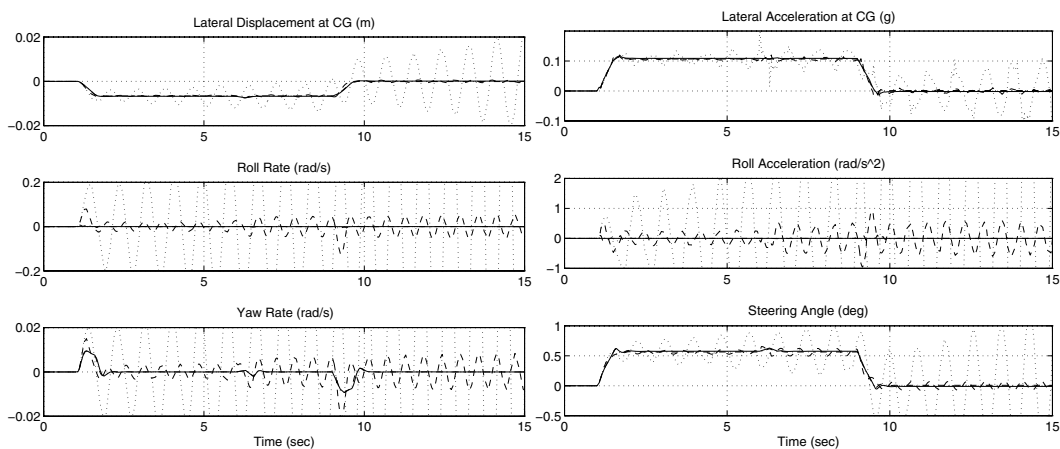 Lateral Displacement at CG (m)
0.02
0
−0.02
0 5 10 15
Roll Rate (rad/s)
0.2
0
−0.2
0 5 10 15
Yaw Rate (rad/s)
0.02
0
−0.02
0 5 10 15
Time (sec)
Lateral Acceleration at CG (g)
0.1
0
−0.1
0 5 10 15
Roll Acceleration (rad/s^2)
2
1
0
−1
0 5 10 15
Steering Angle (deg)
1
0.5
0
−0.5
0 5 10 15
Time (sec)